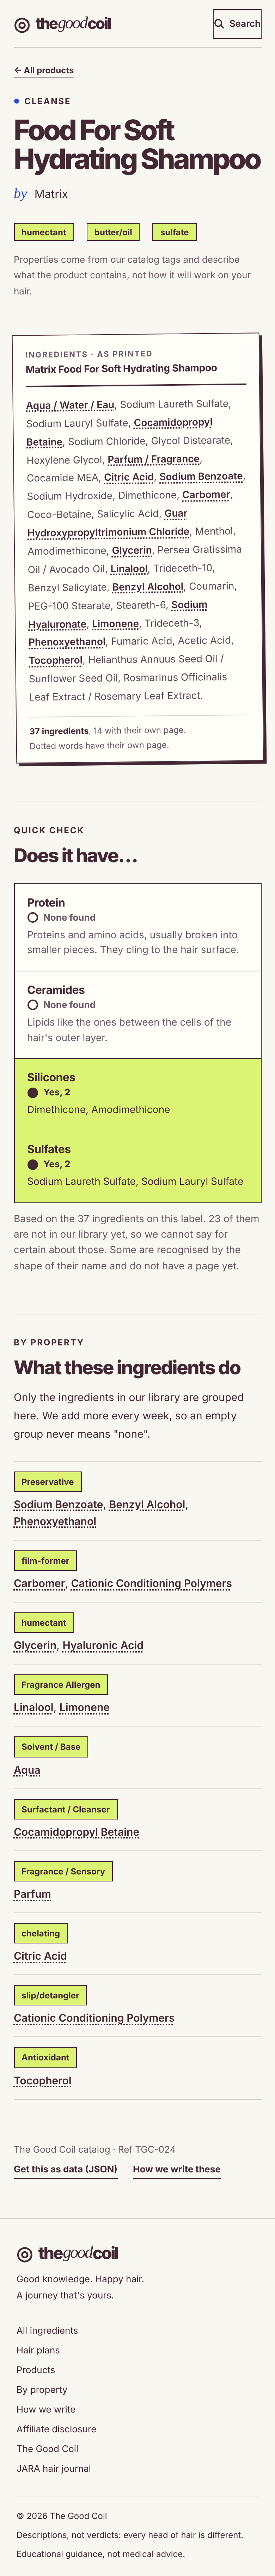 thegoodcoil
Search
← All products
CLEANSE
Food For Soft
Hydrating Shampoo
by Matrix
humectant
butter/oil
sulfate
Properties come from our catalog tags and describe
what the product contains, not how it will work on your
hair.
INGREDIENTS · AS PRINTED
Matrix Food For Soft Hydrating Shampoo
Aqua / Water / Eau, Sodium Laureth Sulfate,
Sodium Lauryl Sulfate, Cocamidopropyl
Betaine, Sodium Chloride, Glycol Distearate,
Hexylene Glycol, Parfum / Fragrance,
Cocamide MEA, Citric Acid, Sodium Benzoate,
Sodium Hydroxide, Dimethicone, Carbomer,
Coco-Betaine, Salicylic Acid, Guar
Hydroxypropyltrimonium Chloride, Menthol,
Amodimethicone, Glycerin, Persea Gratissima
Oil / Avocado Oil, Linalool, Trideceth-10,
Benzyl Salicylate, Benzyl Alcohol, Coumarin,
PEG-100 Stearate, Steareth-6, Sodium
Hyaluronate, Limonene, Trideceth-3,
Phenoxyethanol, Fumaric Acid, Acetic Acid,
Tocopherol, Helianthus Annuus Seed Oil /
Sunflower Seed Oil, Rosmarinus Officinalis
Leaf Extract / Rosemary Leaf Extract.
37 ingredients, 14 with their own page.
Dotted words have their own page.
QUICK CHECK
Does it have…
Protein
None found
Proteins and amino acids, usually broken into
smaller pieces. They cling to the hair surface.
Ceramides
None found
Lipids like the ones between the cells of the
hair's outer layer.
Silicones
Yes, 2
Dimethicone, Amodimethicone
Sulfates
Yes, 2
Sodium Laureth Sulfate, Sodium Lauryl Sulfate
Based on the 37 ingredients on this label. 23 of them
are not in our library yet, so we cannot say for
certain about those. Some are recognised by the
shape of their name and do not have a page yet.
BY PROPERTY
What these ingredients do
Only the ingredients in our library are grouped
here. We add more every week, so an empty
group never means "none".
Preservative
Sodium Benzoate, Benzyl Alcohol,
Phenoxyethanol
film-former
Carbomer, Cationic Conditioning Polymers
humectant
Glycerin, Hyaluronic Acid
Fragrance Allergen
Linalool, Limonene
Solvent / Base
Aqua
Surfactant / Cleanser
Cocamidopropyl Betaine
Fragrance / Sensory
Parfum
chelating
Citric Acid
slip/detangler
Cationic Conditioning Polymers
Antioxidant
Tocopherol
The Good Coil catalog · Ref TGC-024
Get this as data (JSON)
How we write these
thegoodcoil
Good knowledge. Happy hair.
A journey that's yours.
All ingredients
Hair plans
Products
By property
How we write
Affiliate disclosure
The Good Coil
JARA hair journal
© 2026 The Good Coil
Descriptions, not verdicts: every head of hair is different.
Educational guidance, not medical advice.